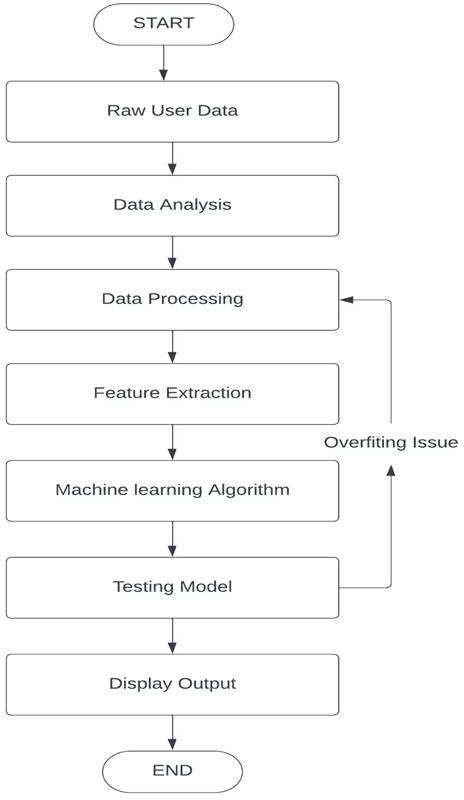 START
Raw User Data
Data Analysis
Data Processing
Feature Extraction
Overfiting Issue
Machine learning Algorithm
Testing Model
Display Output
END